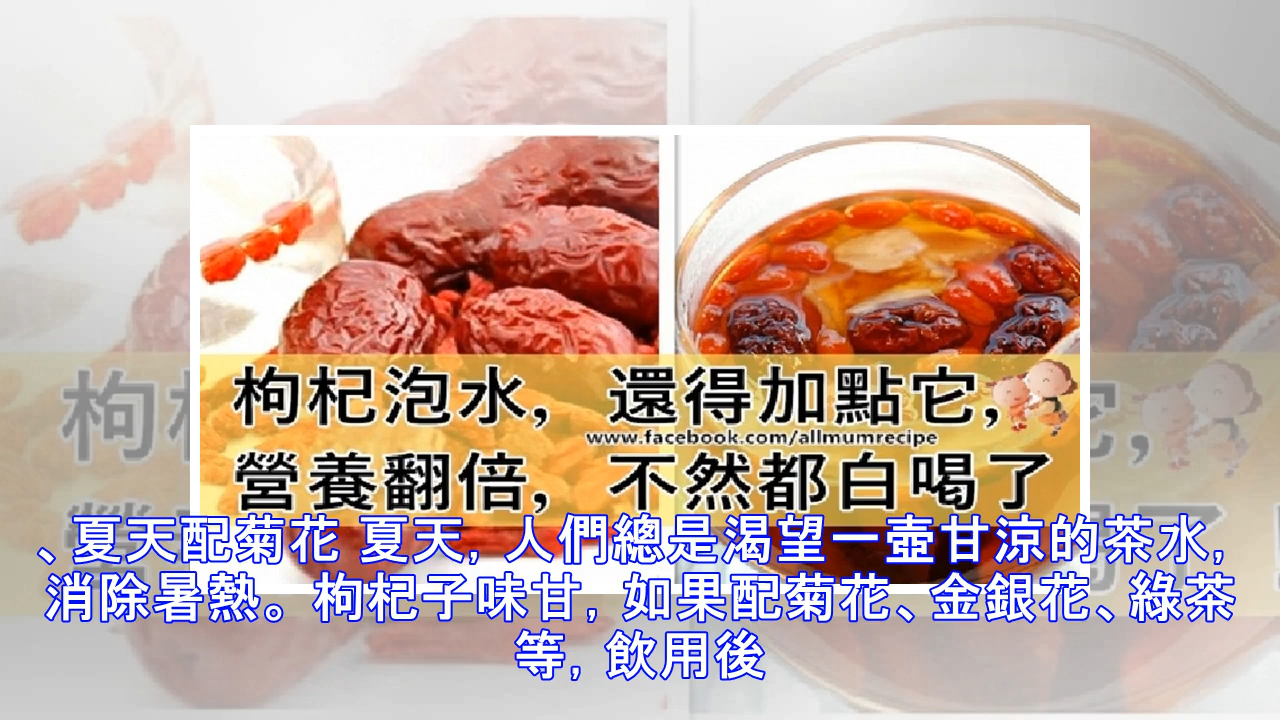 枸杞泡水，還得加點它，
www.facebook.com/allmumrecipe
營養翻倍，不然都白喝了
、夏天配菊花 夏天，人們總是渴望一壺甘涼的茶水，
消除暑熱。枸杞子味甘，如果配菊花、金銀花、綠茶
等，飲用後